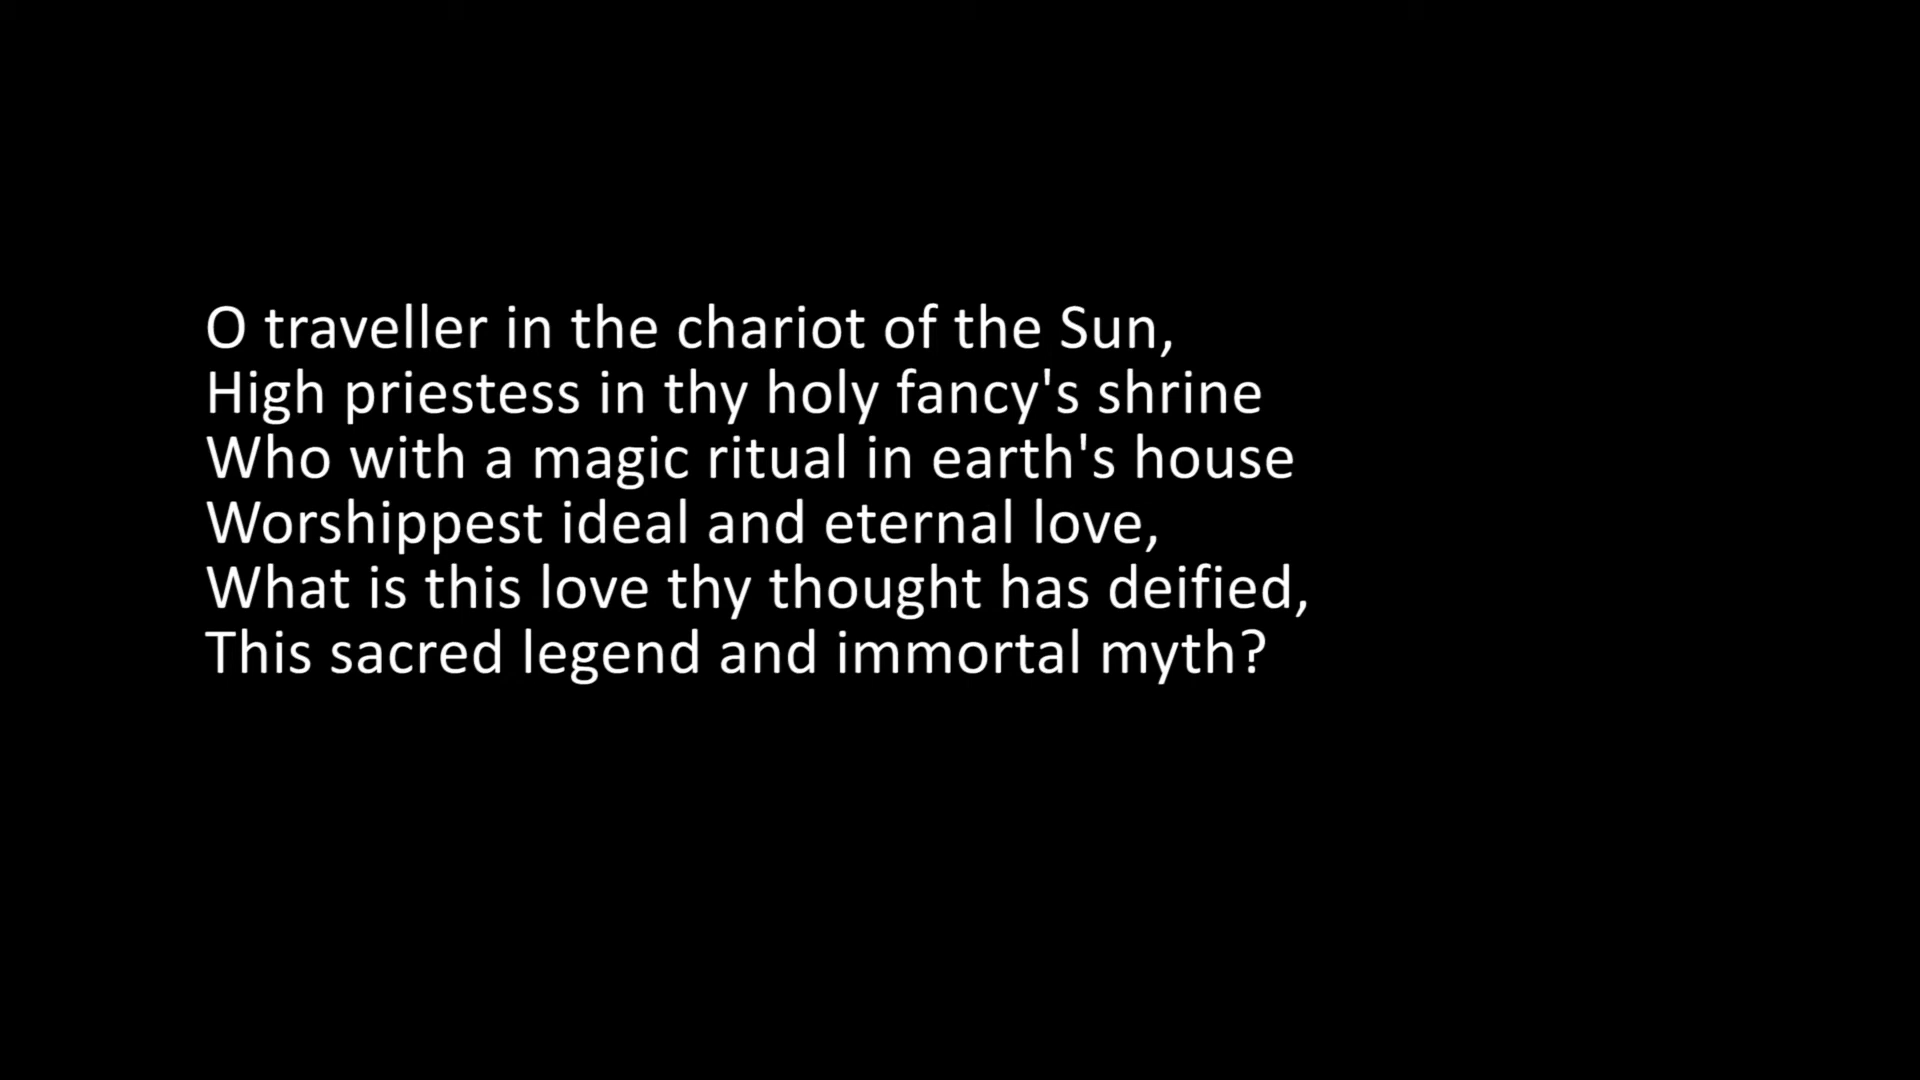 O traveller in the chariot of the Sun,
High priestess in thy holy fancy's shrine
Who with a magic ritual in earth's house
Worshippest ideal and eternal love,
What is this love thy thought has deified,
This sacred legend and immortal myth?